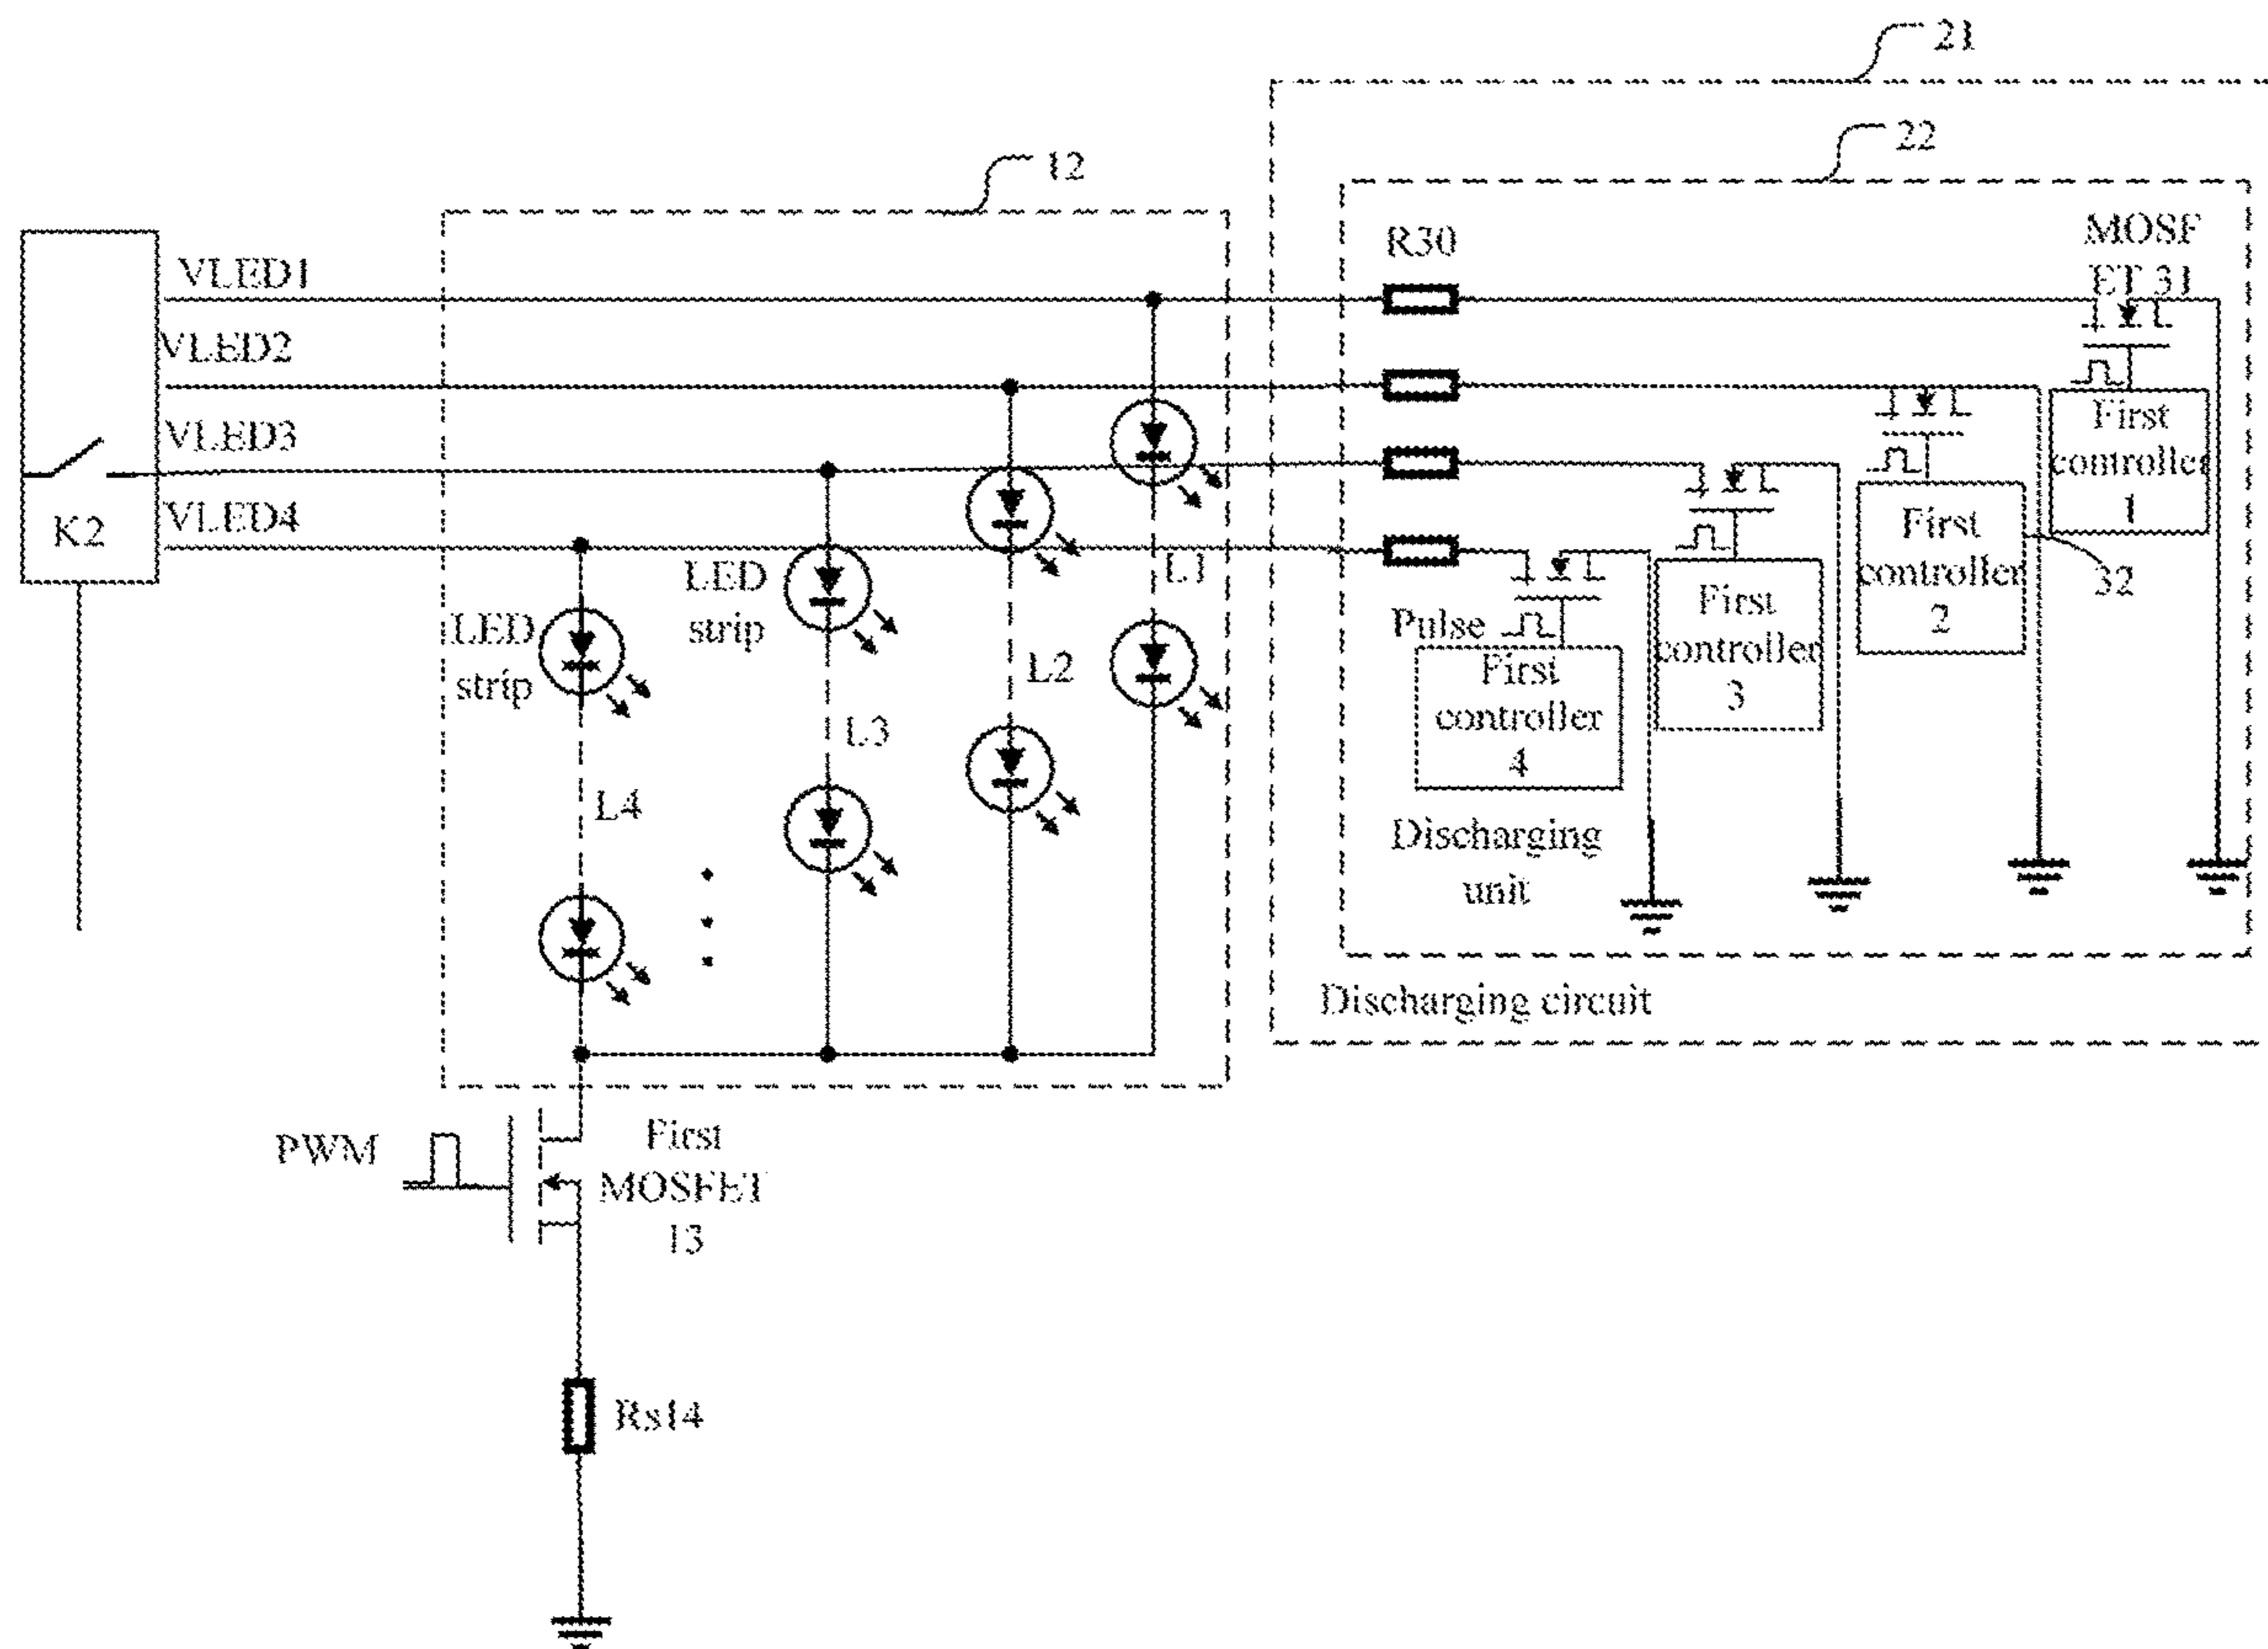 21
22
12
MOSF
ET 31
R30
VLED1
VLED2
VLED3
VLED4
K2
First
controller
1
First
controller
2
32
First
controller
3
Pulse
First
controller
4
LED
strip
LED
strip
L1
L2
L3
L4
Discharging
unit
Discharging circuit
PWM
First
MOSFET
13
Rs14